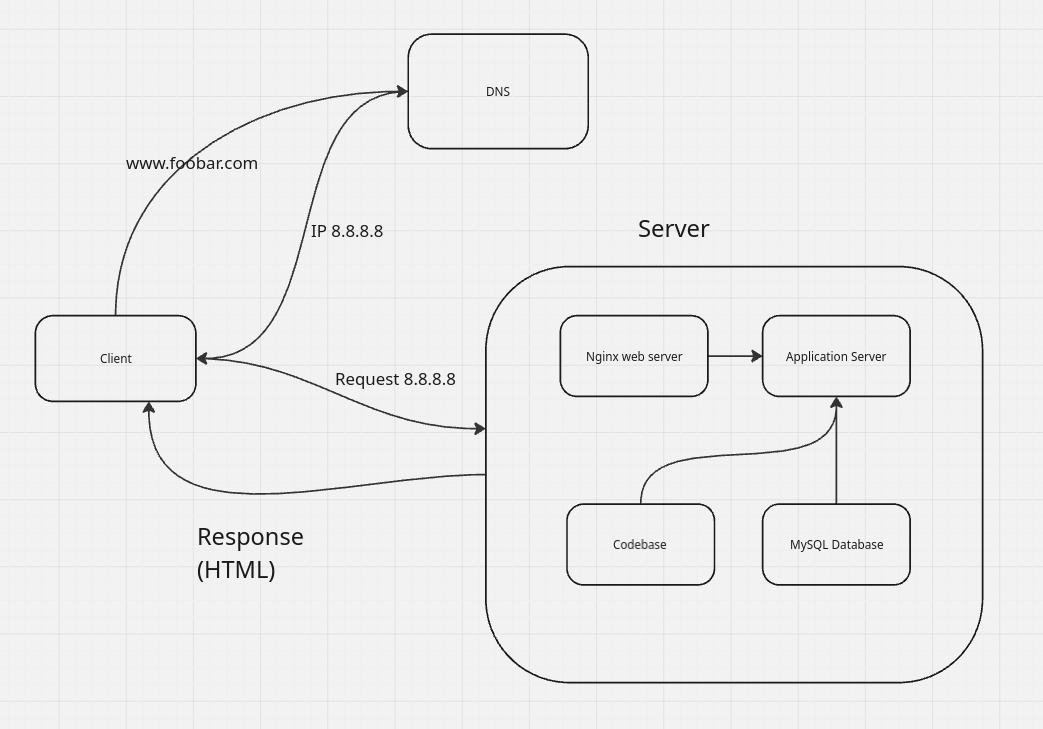 DNS
www.foobar.com
IP 8.8.8.8
Server
Client
Nginx web server
Application Server
Request 8.8.8.8
Response
(HTML)
Codebase
MySQL Database